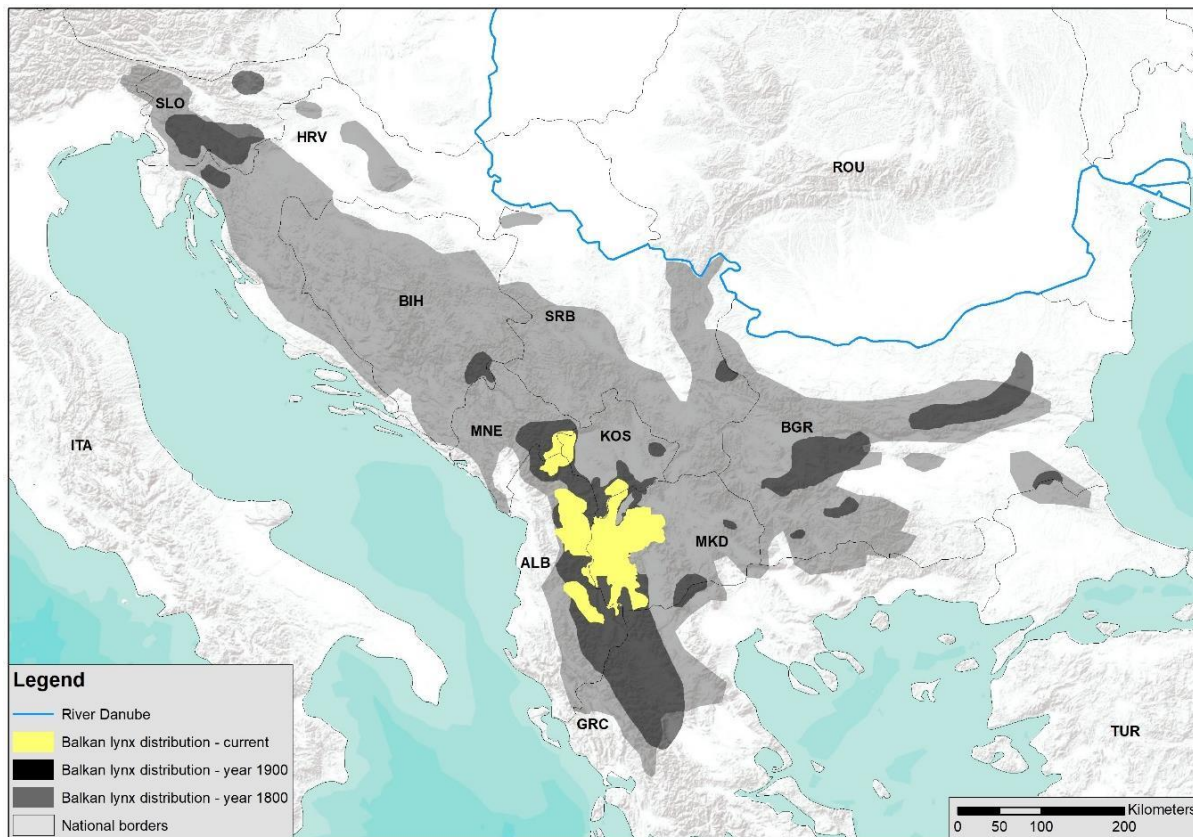 SLO
HRV
ROU
BIH
SRB
ITA
MNE
KOS
BGR
MKD
ALB
GRC
TUR
Legend
River Danube
Balkan lynx distribution - current
Balkan lynx distribution - year 1900
Balkan lynx distribution - year 1800
National borders
Kilometers
0 50 100 200